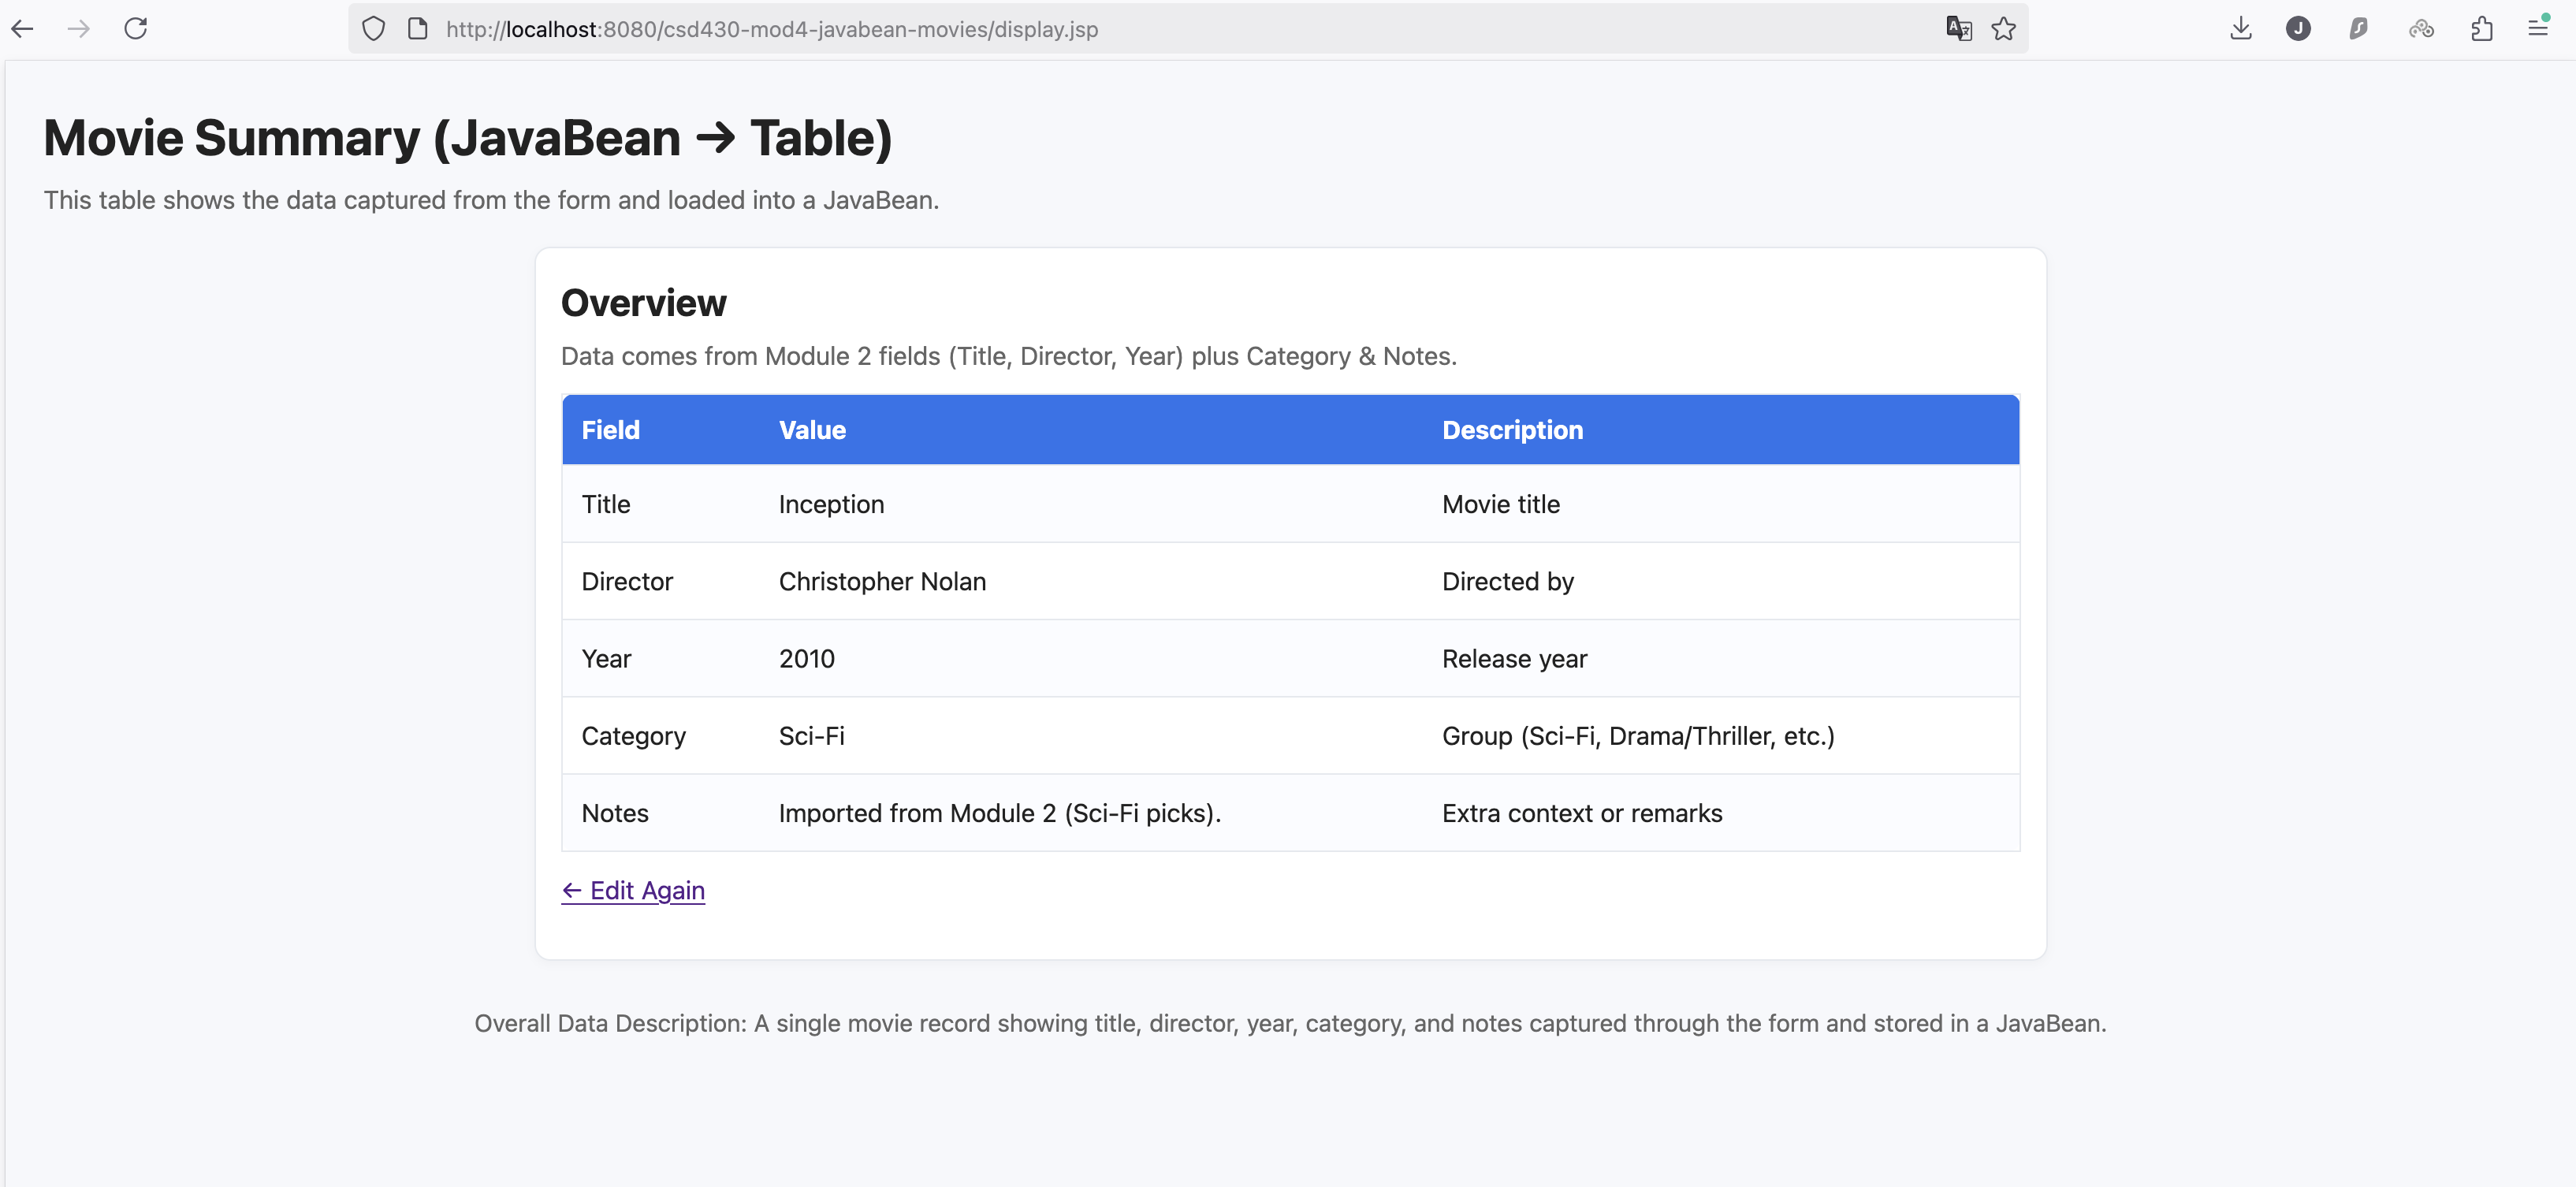 http://localhost:8080/csd430-mod4-javabean-movies/display.jsp
J
Movie Summary (JavaBean → Table)
This table shows the data captured from the form and loaded into a JavaBean.
Overview
Data comes from Module 2 fields (Title, Director, Year) plus Category & Notes.
Field Value Description
Title Inception Movie title
Director Christopher Nolan Directed by
Year 2010 Release year
Category Sci-Fi Group (Sci-Fi, Drama/Thriller, etc.)
Notes Imported from Module 2 (Sci-Fi picks). Extra context or remarks
← Edit Again
Overall Data Description: A single movie record showing title, director, year, category, and notes captured through the form and stored in a JavaBean.